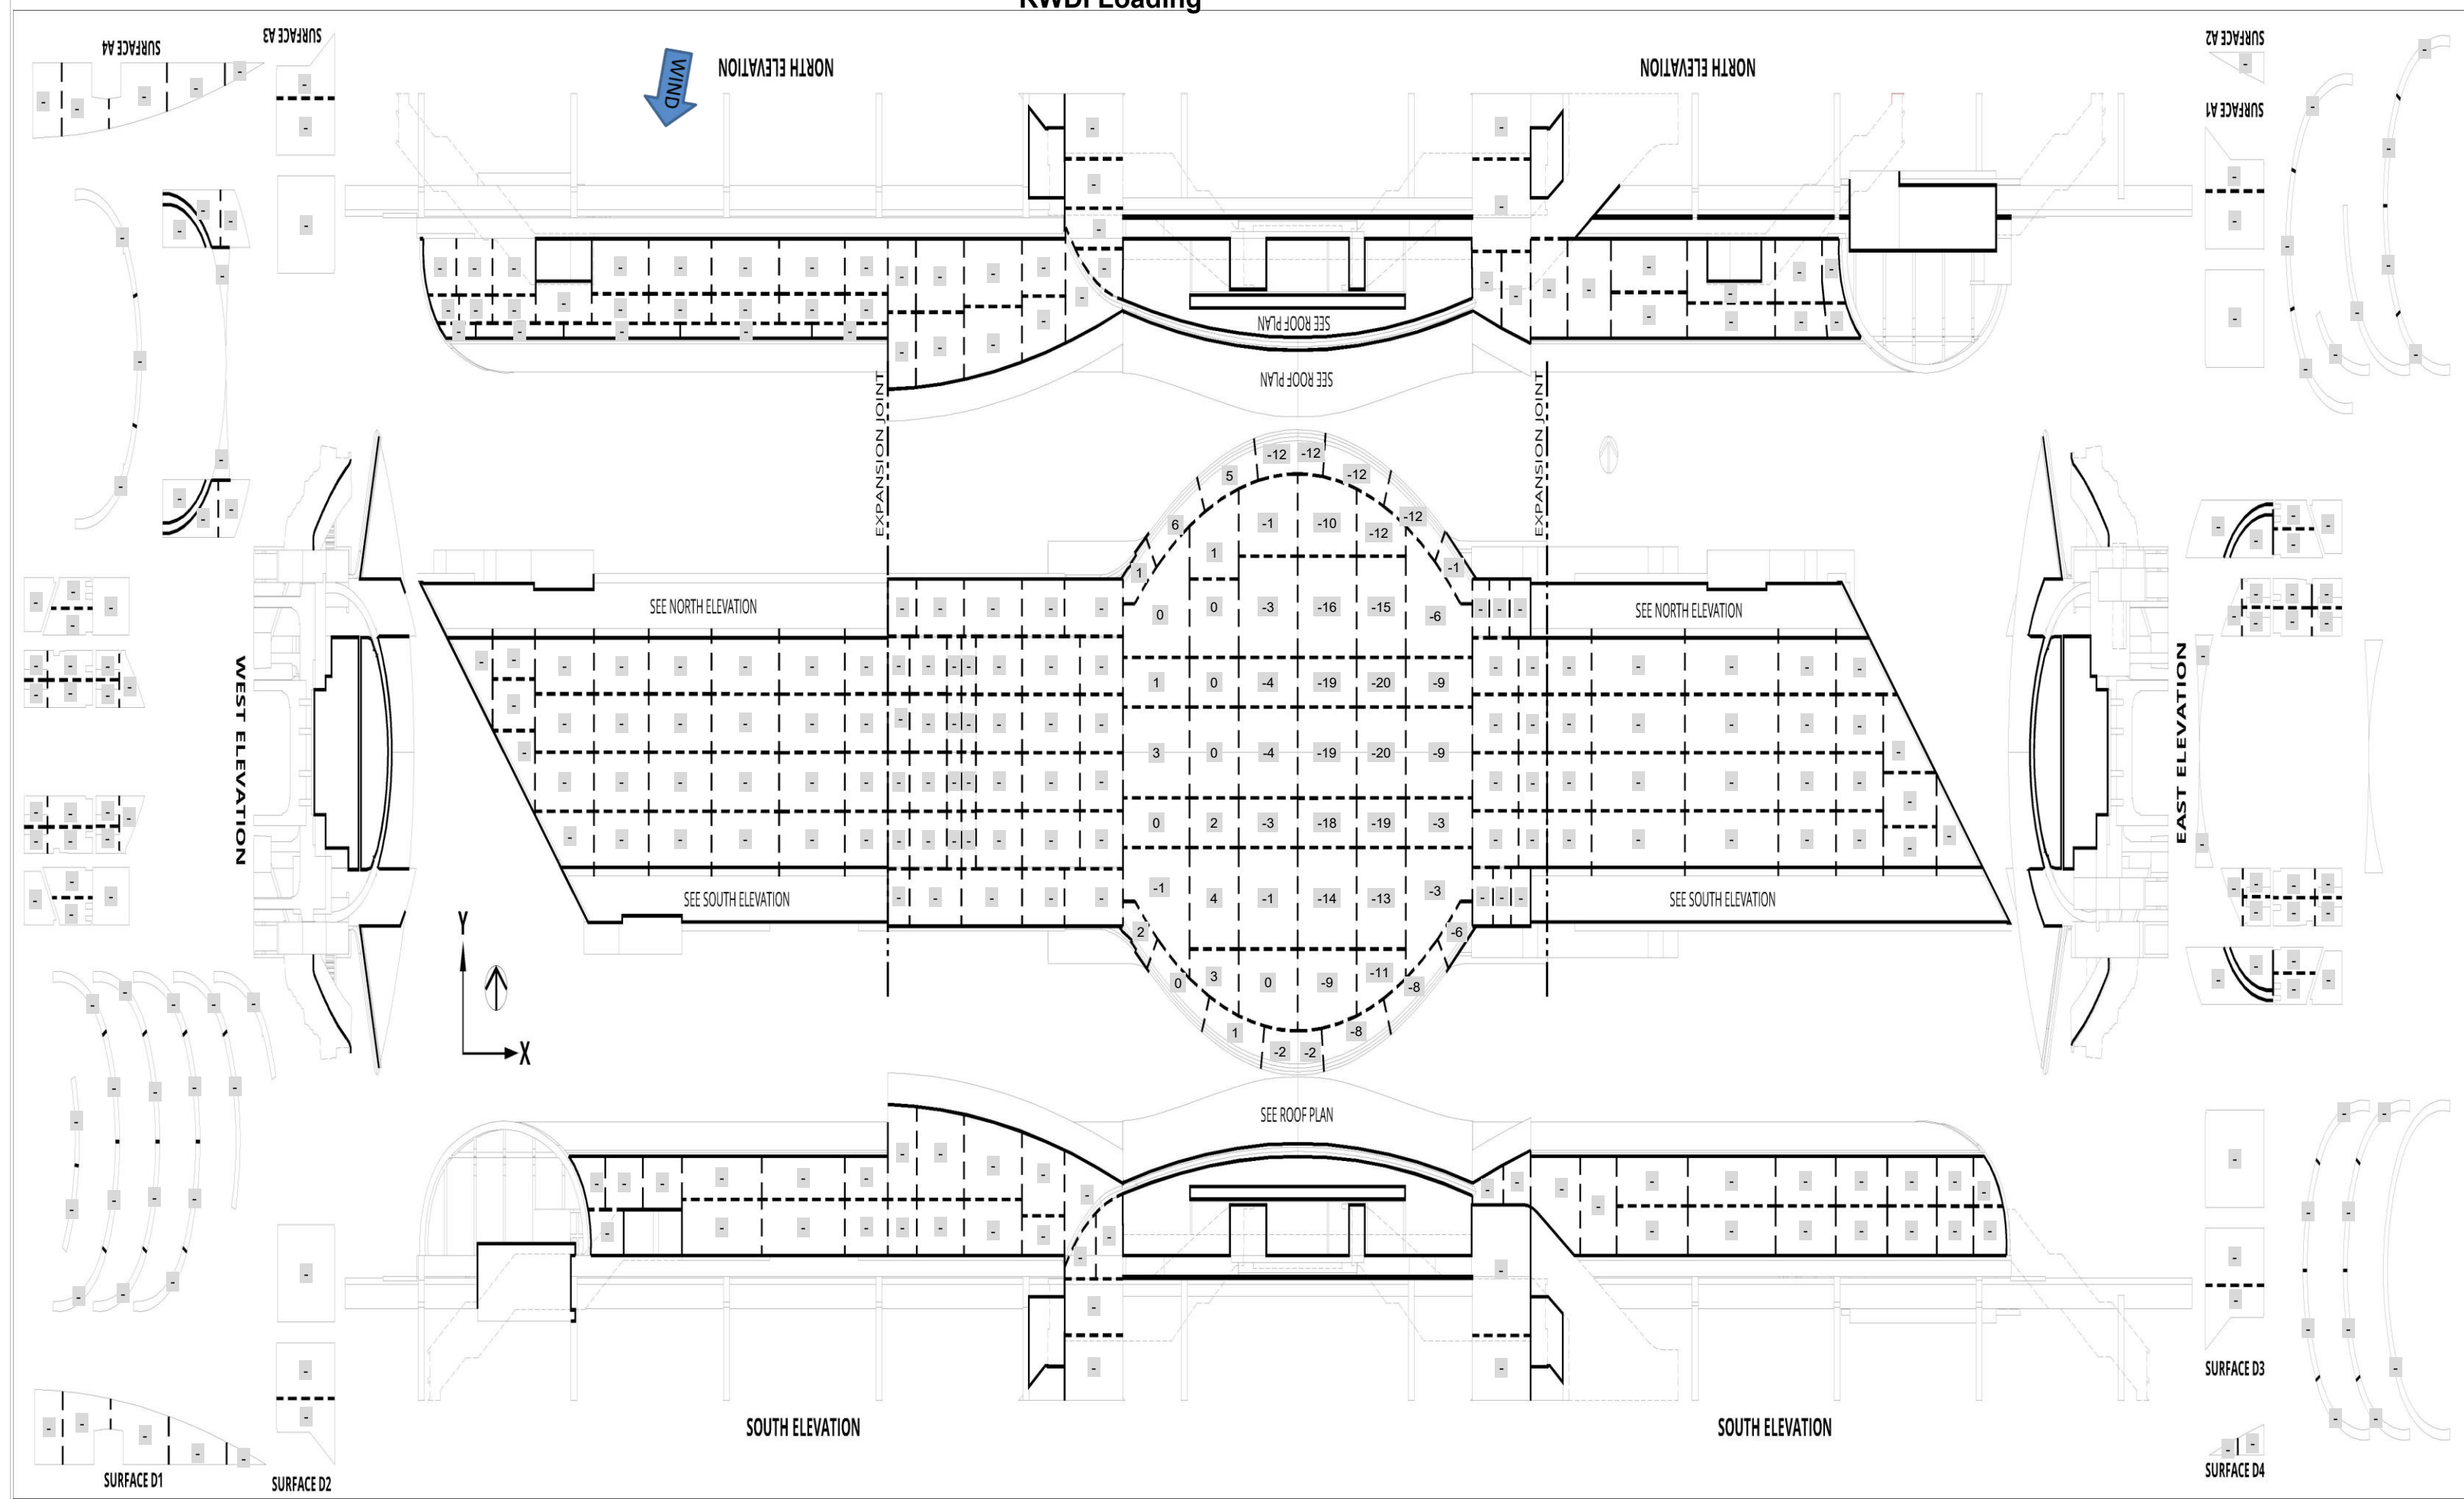 RWDI Loading
SURFACE A4
SURFACE A3
WIND
NORTH ELEVATION
NORTH ELEVATION
SURFACE A2
SURFACE A1
SEE ROOF PLAN
SEE ROOF PLAN
EXPANSION JOINT
EXPANSION JOINT
-12 -12
5 -12
6 -1 -10 -12 -12
1 1 -1
SEE NORTH ELEVATION
0 0 -3 -16 -15 -6
SEE NORTH ELEVATION
1 0 -4 -19 -20 -9
WEST ELEVATION
EAST ELEVATION
3 0 -4 -19 -20 -9
0 2 -3 -18 -19 -3
SEE SOUTH ELEVATION
-1 4 -1 -14 -13 -3
SEE SOUTH ELEVATION
Y
2 -6
0 3 0 -9 -11 -8
1 -8
X
-2 -2
SEE ROOF PLAN
SURFACE D3
SOUTH ELEVATION
SOUTH ELEVATION
SURFACE D1
SURFACE D2
SURFACE D4